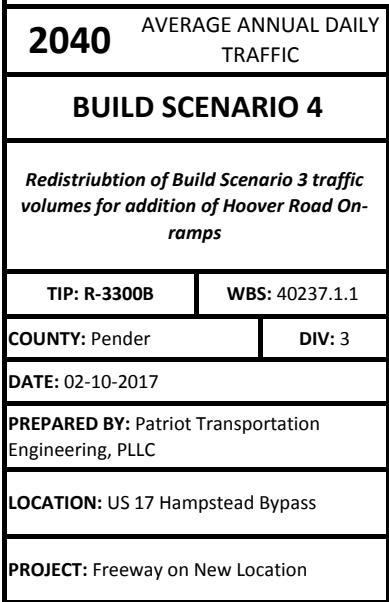 2040 AVERAGE ANNUAL DAILY
TRAFFIC
BUILD SCENARIO 4
Redistriubtion of Build Scenario 3 traffic
volumes for addition of Hoover Road On-
ramps
TIP: R-3300B WBS: 40237.1.1
COUNTY: Pender DIV: 3
DATE: 02-10-2017
PREPARED BY: Patriot Transportation
Engineering, PLLC
LOCATION: US 17 Hampstead Bypass
PROJECT: Freeway on New Location